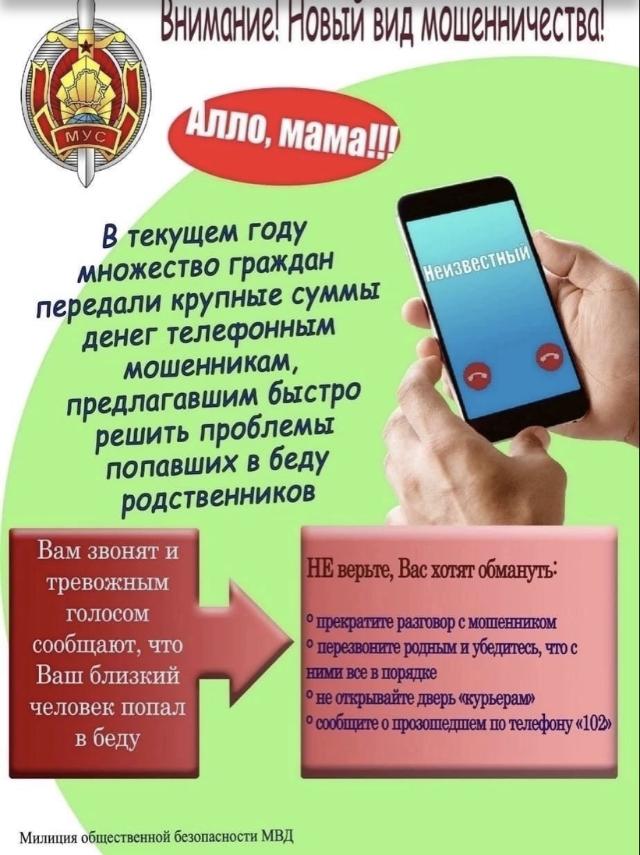 Внимание! Новый вид мошенничества!
МУС
Алло, мама!!!
В текущем году
множество граждан
передали крупные суммы
денег телефонным
мошенникам,
предлагавшим быстро
решить проблемы
попавших в беду
родственников
Неизвестный
Вам звонят и
тревожным
голосом
сообщают, что
Ваш близкий
человек попал
в беду
НЕ верьте, Вас хотят обмануть:
° прекратите разговор с мошенником
° перезвоните родным и убедитесь, что с
ними все в порядке
° не открывайте дверь «курьерам»
° сообщите о прозошедшем по телефону «102»
Милиция общественной безопасности МВД